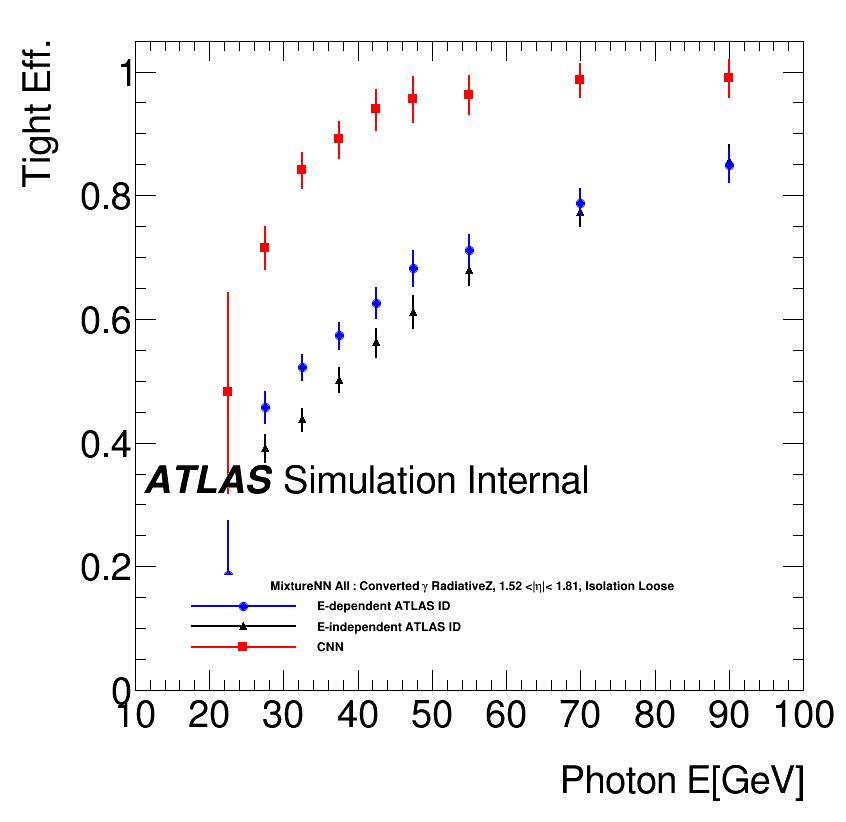 Tight Eff.
1
0.8
0.6
0.4
0.2
0
ATLAS Simulation Internal
MixtureNN All : Converted γ RadiativeZ, 1.52 <|η|< 1.81, Isolation Loose
E-dependent ATLAS ID
E-independent ATLAS ID
CNN
10 20 30 40 50 60 70 80 90 100
Photon E[GeV]